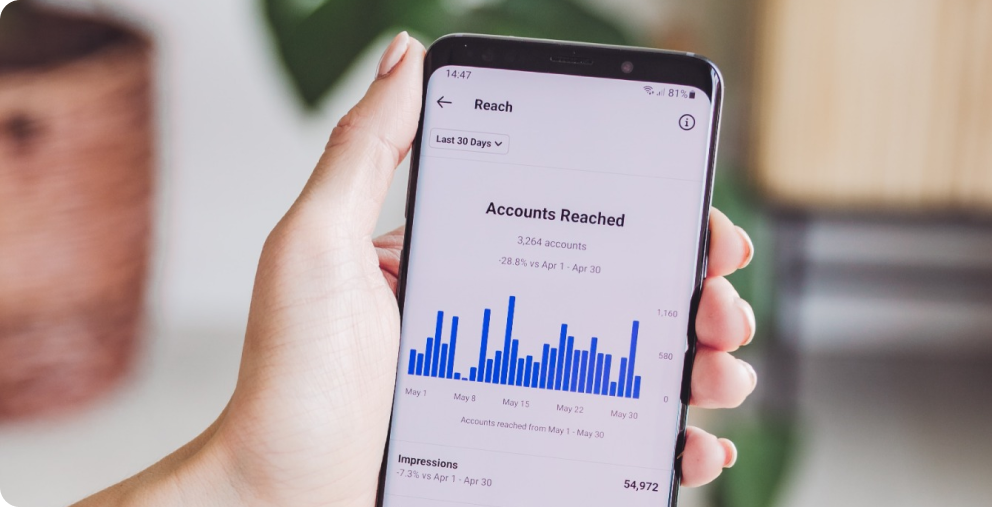 14:47
81%
Reach
Last 30 Days
Accounts Reached
3,264 accounts
-28.8% vs Apr 1 - Apr 30
1,160
580
0
May 1 May 8 May 15 May 22 May 30
Accounts reached from May 1 - May 30
Impressions
-7.3% vs Apr 1 - Apr 30
54,972